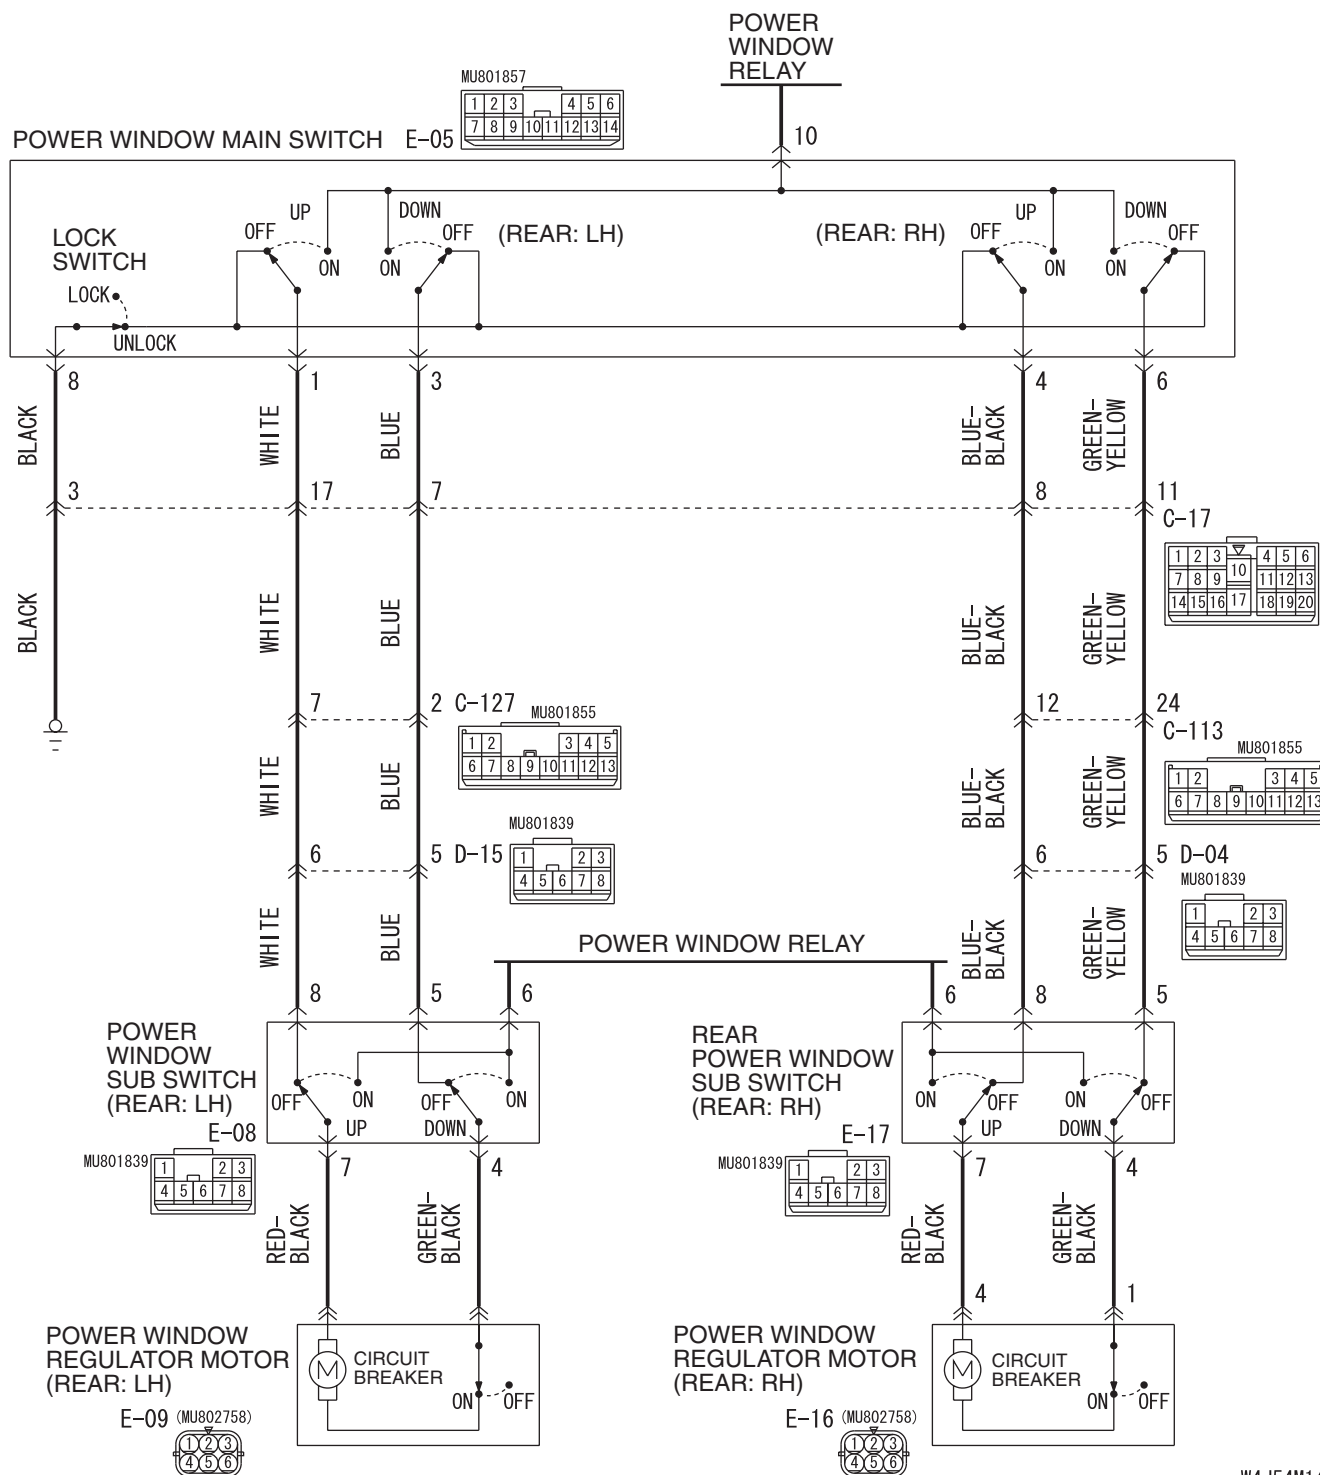 POWER
WINDOW
RELAY
MU801857
1 2 3 4 5 6
7 8 9 10 11 12 13 14
POWER WINDOW MAIN SWITCH E-05
10
UP DOWN
OFF OFF
(REAR: LH)
ON ON
(REAR: RH)
UP DOWN
OFF OFF
ON ON
LOCK
SWITCH
LOCK
UNLOCK
8 1 3 4 6
BLACK
WHITE
BLUE
BLUE-
BLACK
GREEN-
YELLOW
3 17 7 8 11
C-17
1 2 3 4 5 6
7 8 9 10 11 12 13
14 15 16 17 18 19 20
BLACK
WHITE
BLUE
BLUE-
BLACK
GREEN-
YELLOW
7 2 C-127
MU801855
1 2 3 4 5
6 7 8 9 10 11 12 13
12 24
C-113
MU801855
1 2 3 4 5
6 7 8 9 10 11 12 13
WHITE
BLUE
BLUE-
BLACK
GREEN-
YELLOW
6 5 D-15
MU801839
1 2 3
4 5 6 7 8
6 5 D-04
MU801839
1 2 3
4 5 6 7 8
WHITE
BLUE
BLUE-
BLACK
GREEN-
YELLOW
POWER WINDOW RELAY
8 5 6
6 8 5
POWER
WINDOW
SUB SWITCH
(REAR: LH)
OFF ON OFF ON
UP DOWN
E-08
MU801839
1 2 3
4 5 6 7 8
7 4
REAR
POWER WINDOW
SUB SWITCH
(REAR: RH)
ON OFF ON OFF
UP DOWN
E-17
MU801839
1 2 3
4 5 6 7 8
7 4
RED-
BLACK
GREEN-
BLACK
RED-
BLACK
GREEN-
BLACK
4 1
POWER WINDOW
REGULATOR MOTOR
(REAR: LH)
M
CIRCUIT
BREAKER
ON OFF
E-09 (MU802758)
1 2 3
4 5 6
POWER WINDOW
REGULATOR MOTOR
(REAR: RH)
M
CIRCUIT
BREAKER
ON OFF
E-16 (MU802758)
1 2 3
4 5 6